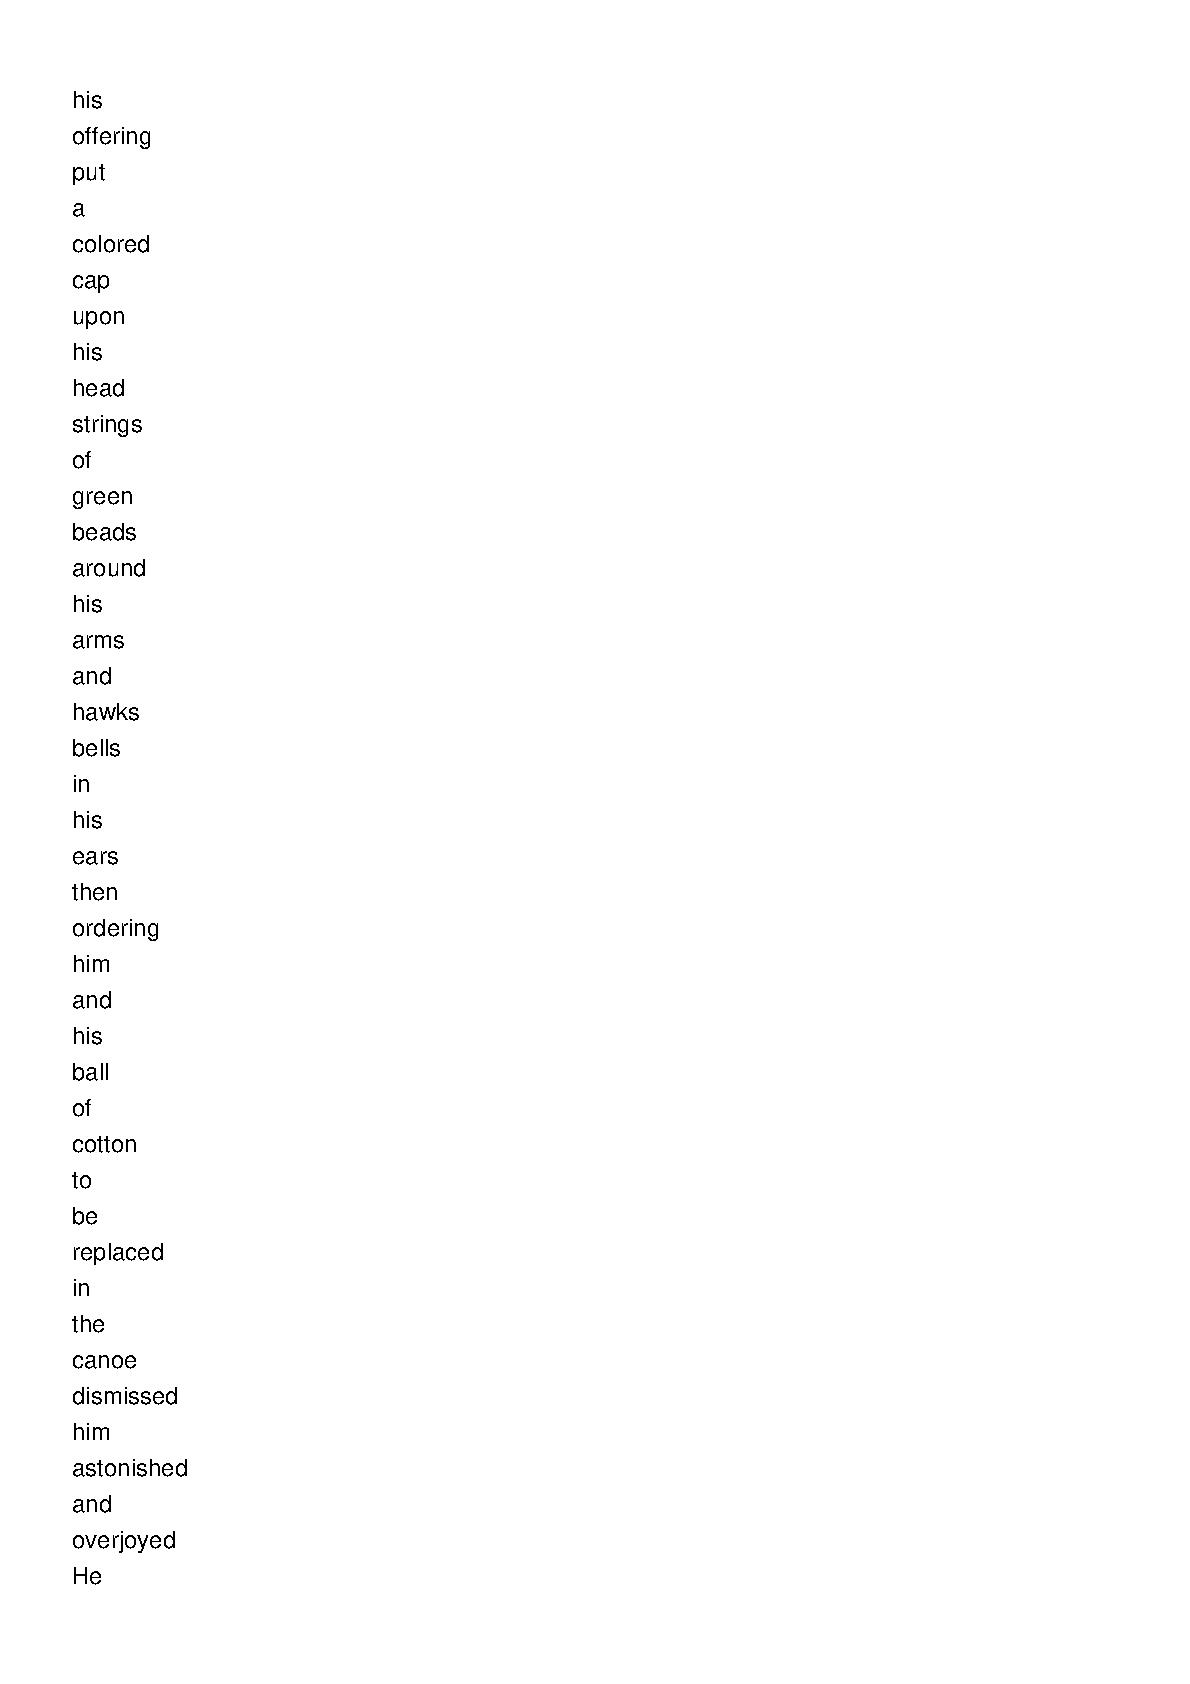 his
offering
put
a
colored
cap
upon
his
head
strings
of
green
beads
around
his
arms
and
hawks
bells
in
his
ears
then
ordering
him
and
his
ball
of
cotton
to
be
replaced
in
the
canoe
dismissed
him
astonished
and
overjoyed
He